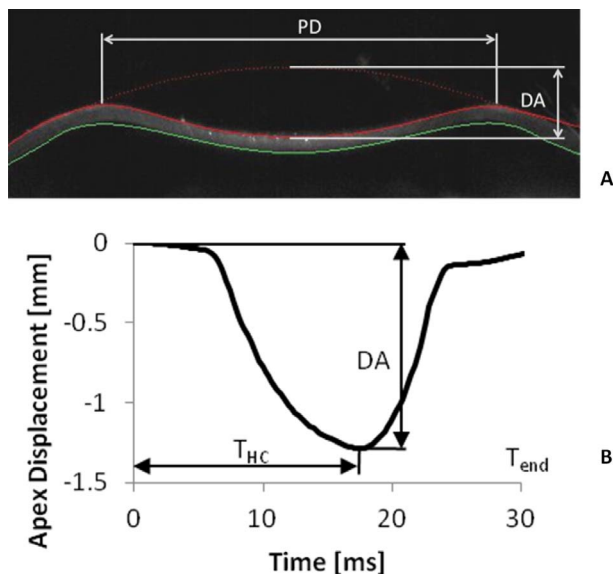 PD
DA
A
0
-0.5
-1
-1.5
Apex Displacement [mm]
DA
THC
Tend
B
0
10
20
30
Time [ms]